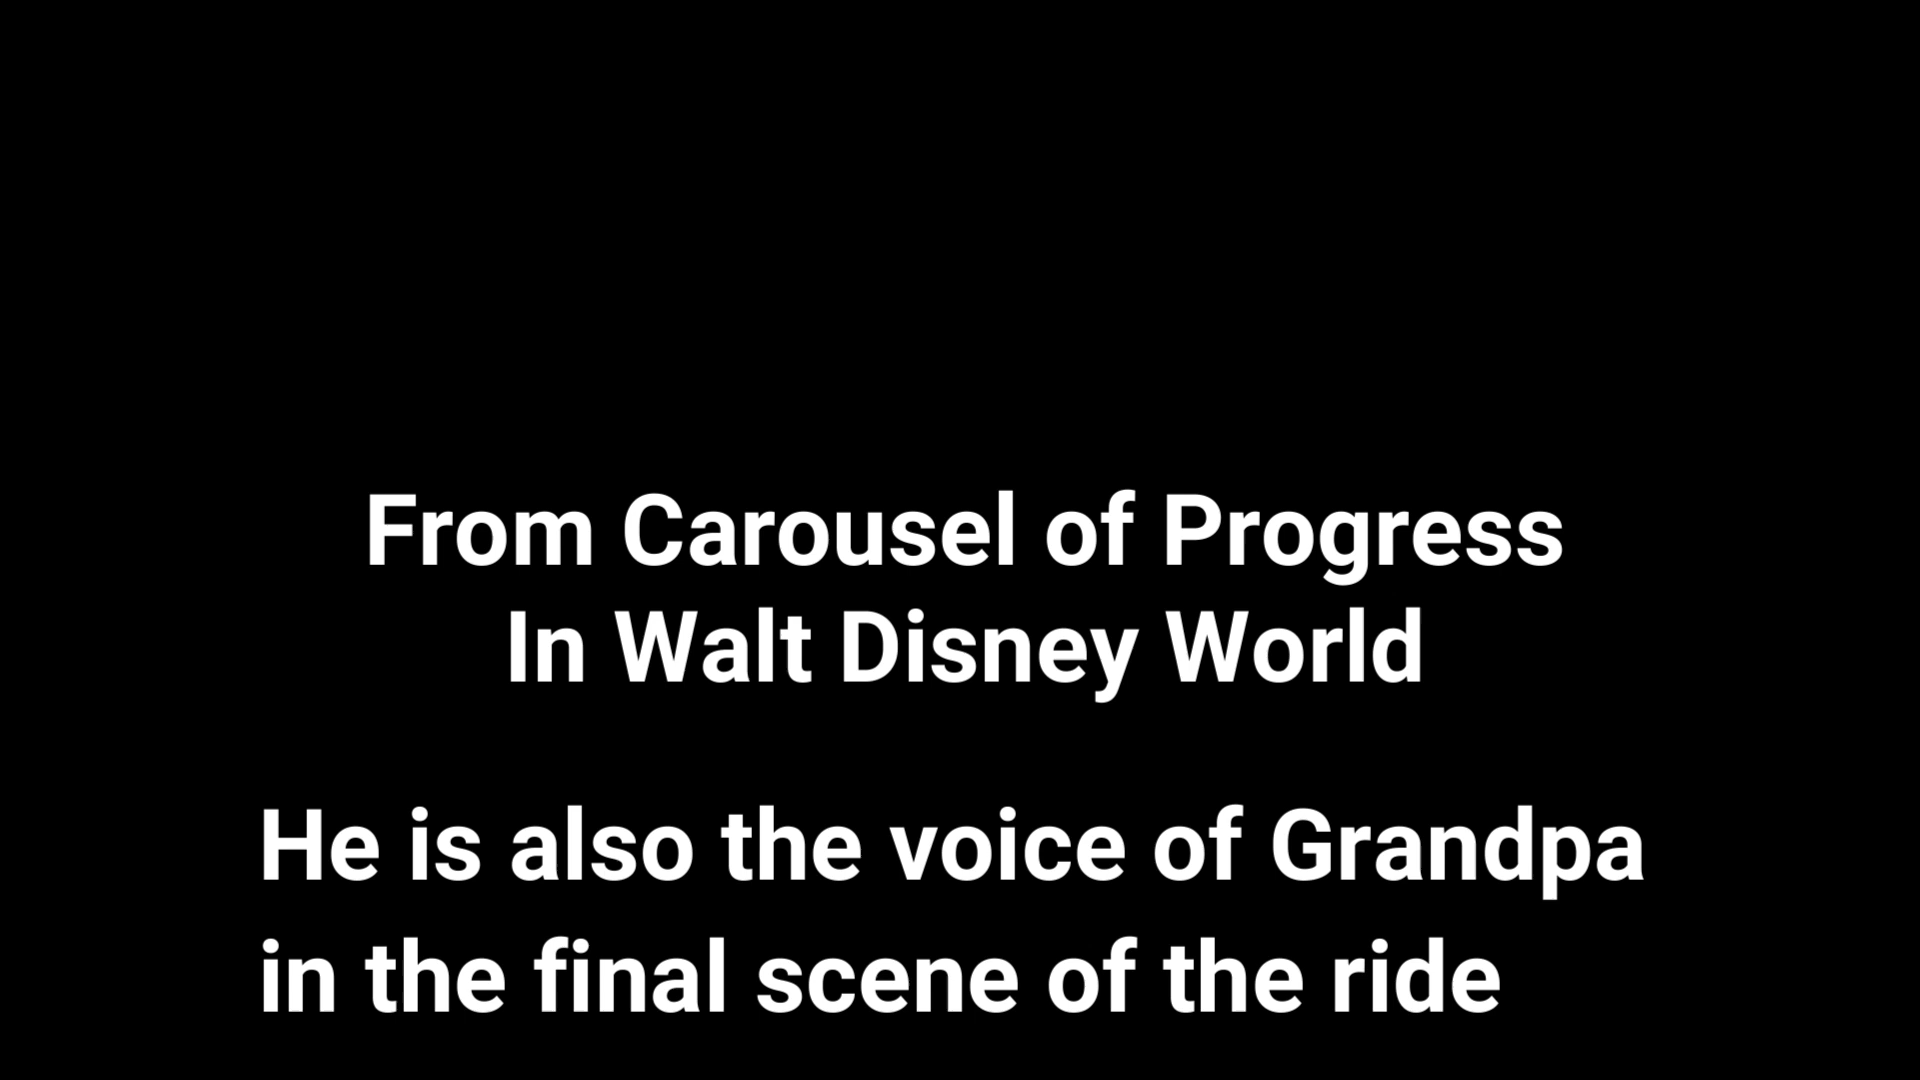 From Carousel of Progress
In Walt Disney World
He is also the voice of Grandpa
in the final scene of the ride